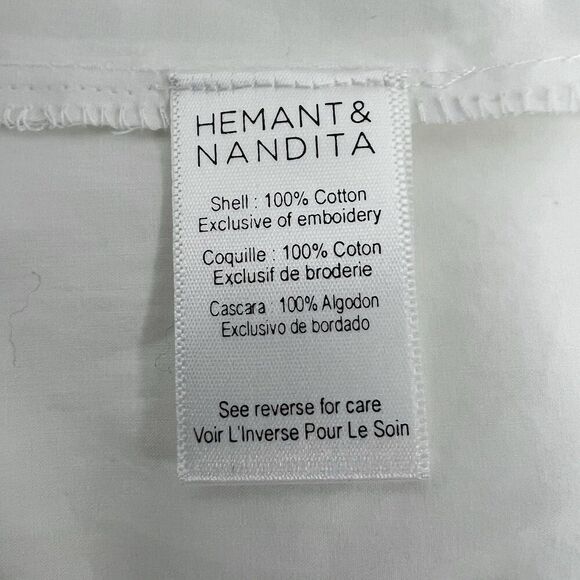 HEMANT &
NANDITA
Shell : 100% Cotton
Exclusive of emboidery
Coquille : 100% Coton
Exclusif de broderie
Cascara : 100% Algodon
Exclusivo de bordado
See reverse for care
Voir L'Inverse Pour Le Soin